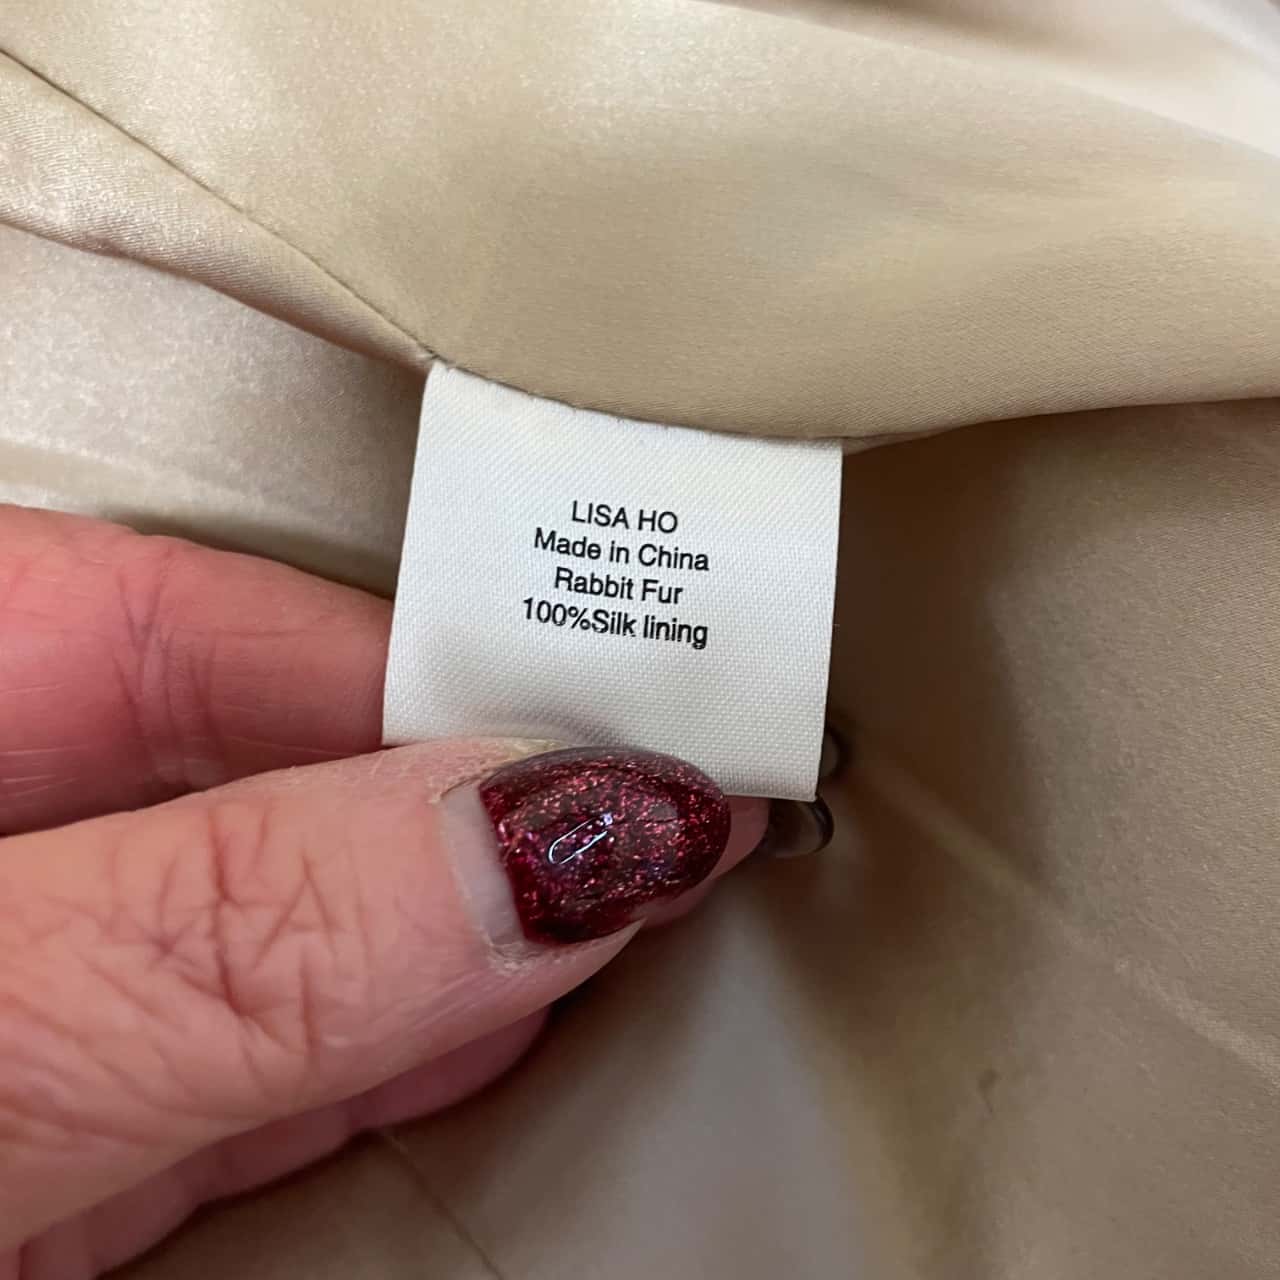 LISA HO
Made in China
Rabbit Fur
100%Silk lining